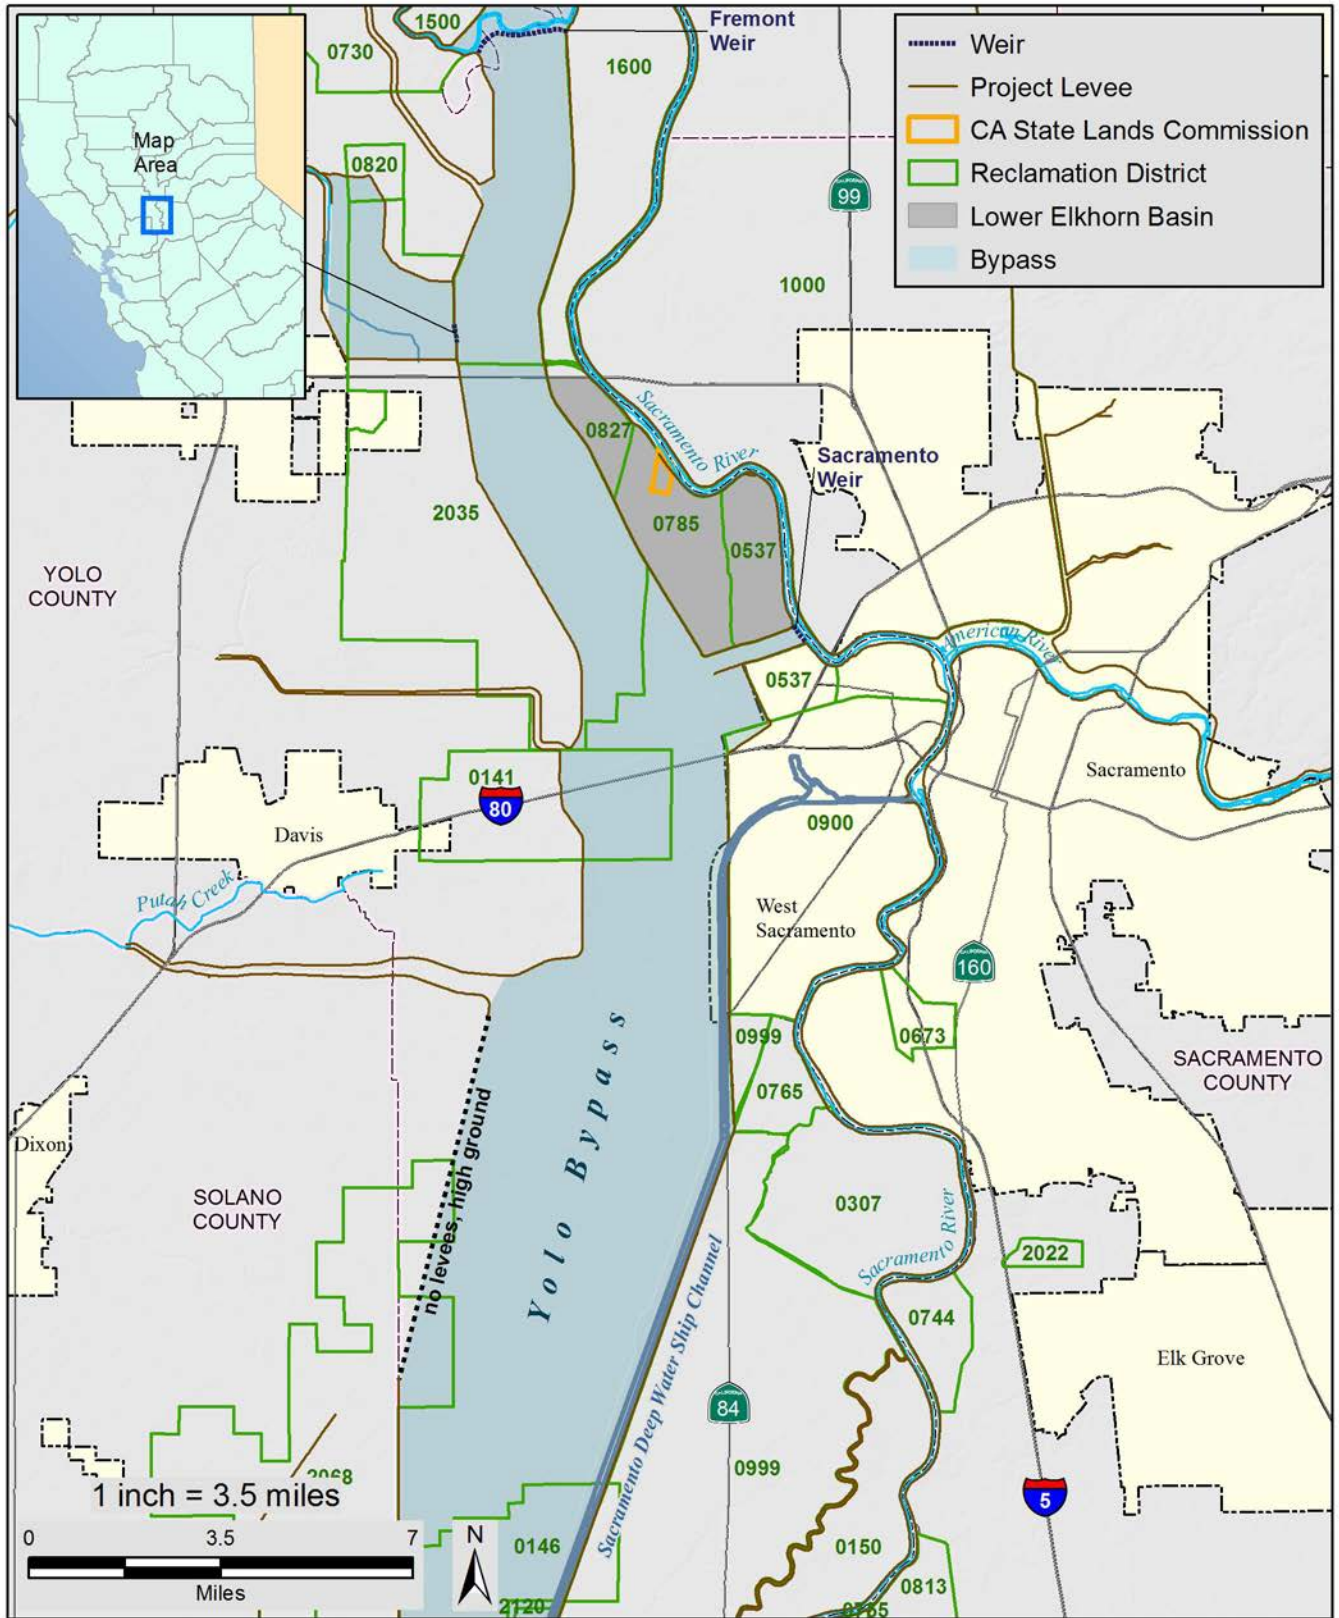 1500
Fremont
Weir
0730
1600
Map
Area
0820
Weir
Project Levee
CA State Lands Commission
Reclamation District
Lower Elkhorn Basin
Bypass
CALIFORNIA
99
1000
Sacramento River
0827
Sacramento
Weir
2035
0785
0537
YOLO
COUNTY
American River
0537
0141
80
Sacramento
Davis
0900
Putah Creek
West
Sacramento
CALIFORNIA
160
0999
0673
SACRAMENTO
COUNTY
0765
Dixon
Yolo Bypass
no levees, high ground
SOLANO
COUNTY
0307
Sacramento River
2022
0744
Sacramento Deep Water Ship Channel
Elk Grove
CALIFORNIA
84
0999
2068
1 inch = 3.5 miles
5
0 3.5 7
Miles
N
0146
0150
0813
2120
0765